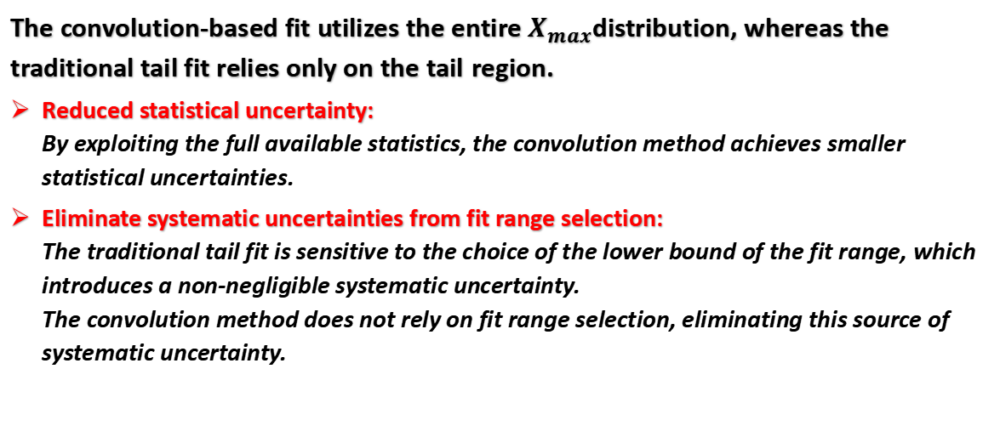 The convolution-based fit utilizes the entire X_max distribution, whereas the
traditional tail fit relies only on the tail region.
➢ Reduced statistical uncertainty:
By exploiting the full available statistics, the convolution method achieves smaller
statistical uncertainties.
➢ Eliminate systematic uncertainties from fit range selection:
The traditional tail fit is sensitive to the choice of the lower bound of the fit range, which
introduces a non-negligible systematic uncertainty.
The convolution method does not rely on fit range selection, eliminating this source of
systematic uncertainty.